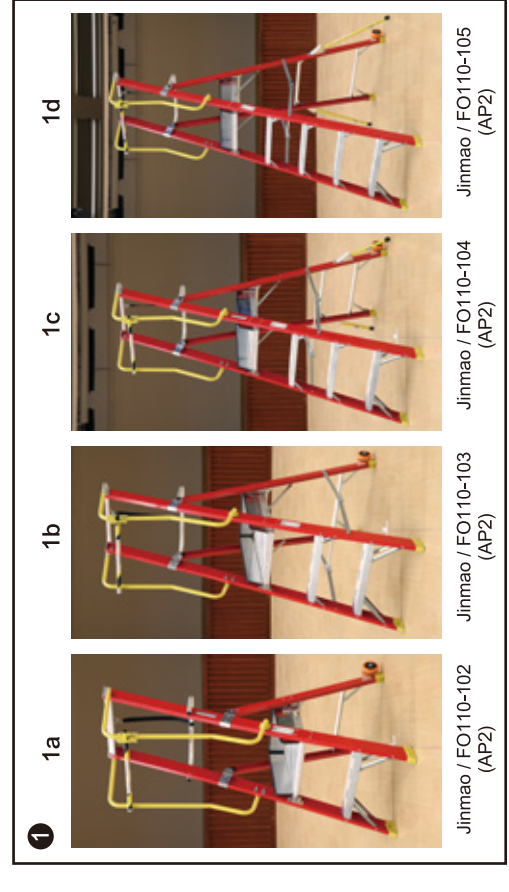 1
1a
Jinmao / FO110-102
(AP2)
1b
Jinmao / FO110-103
(AP2)
1c
Jinmao / FO110-104
(AP2)
1d
Jinmao / FO110-105
(AP2)